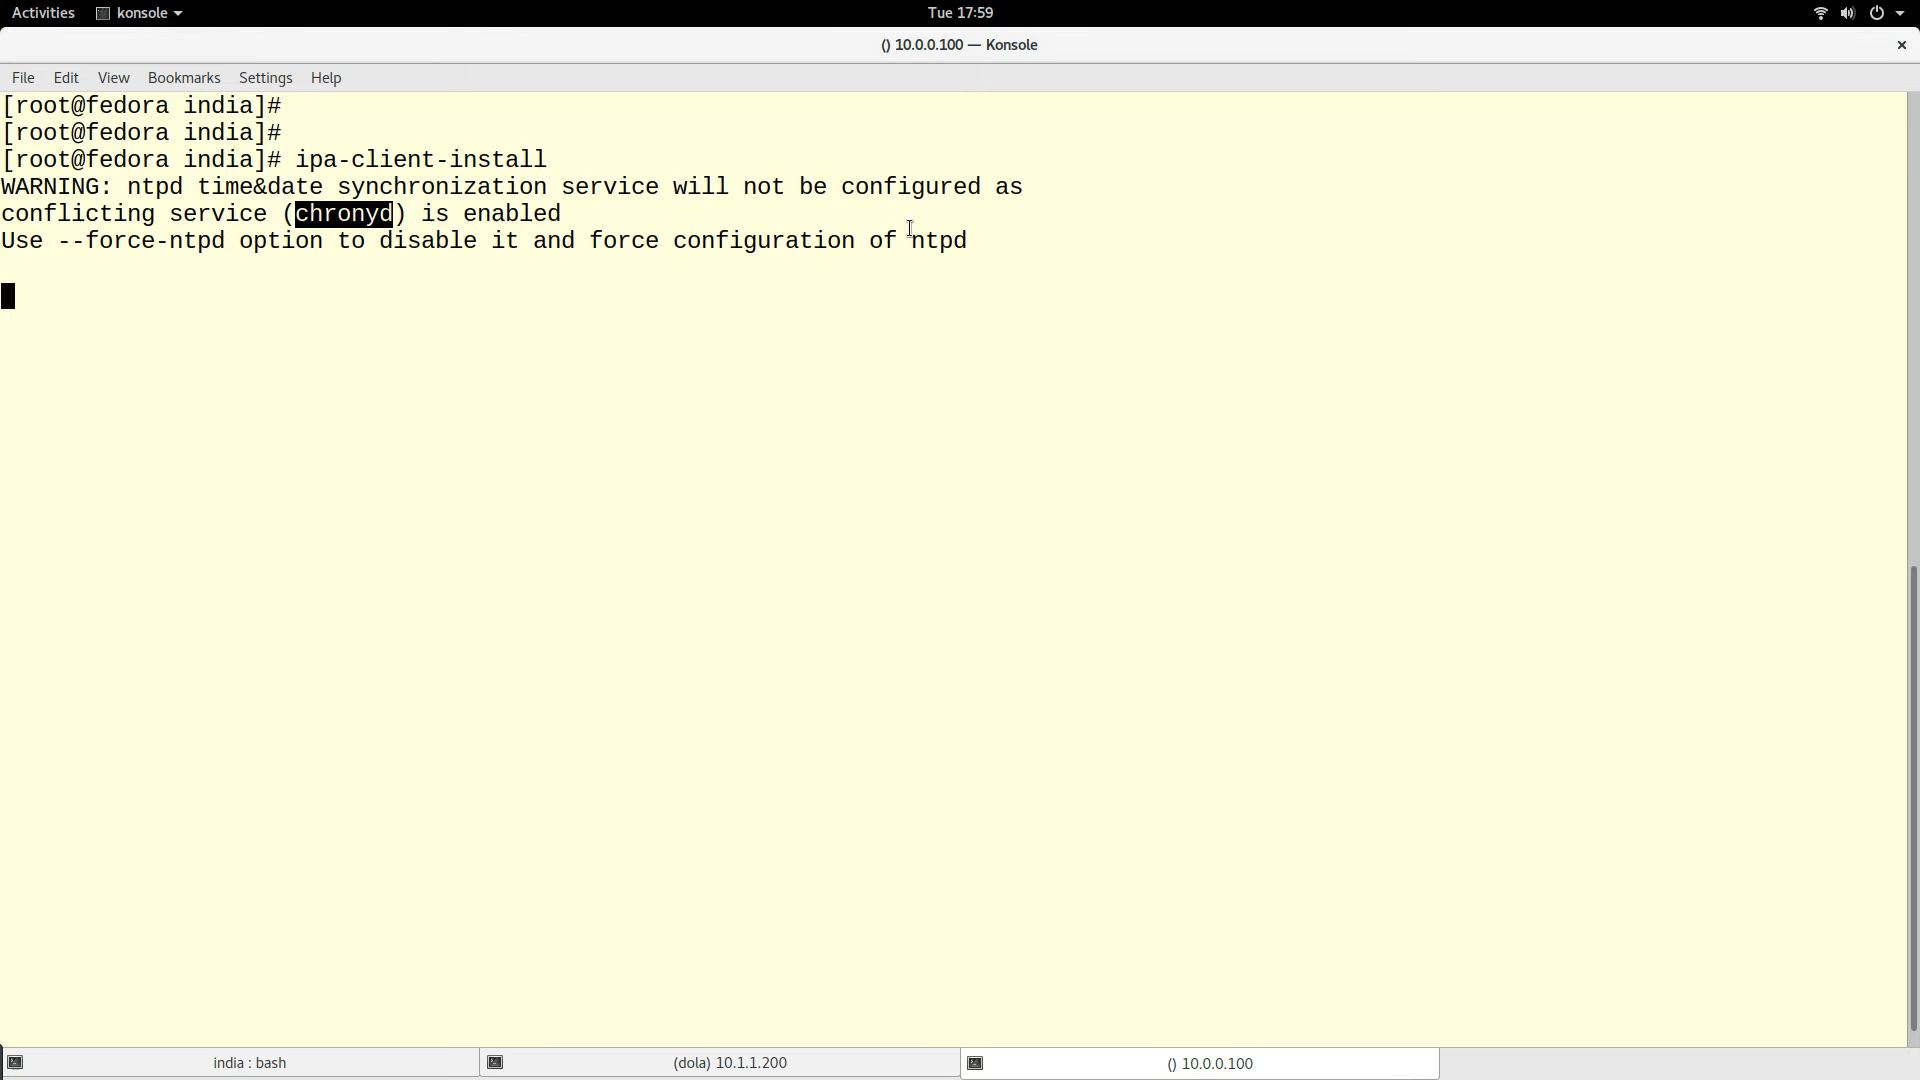 Activities konsole Tue 17:59
() 10.0.0.100 — Konsole
File Edit View Bookmarks Settings Help
[root@fedora india]#
[root@fedora india]#
[root@fedora india]# ipa-client-install
WARNING: ntpd time&date synchronization service will not be configured as
conflicting service (chronyd) is enabled
Use --force-ntpd option to disable it and force configuration of ntpd
india : bash (dola) 10.1.1.200 () 10.0.0.100